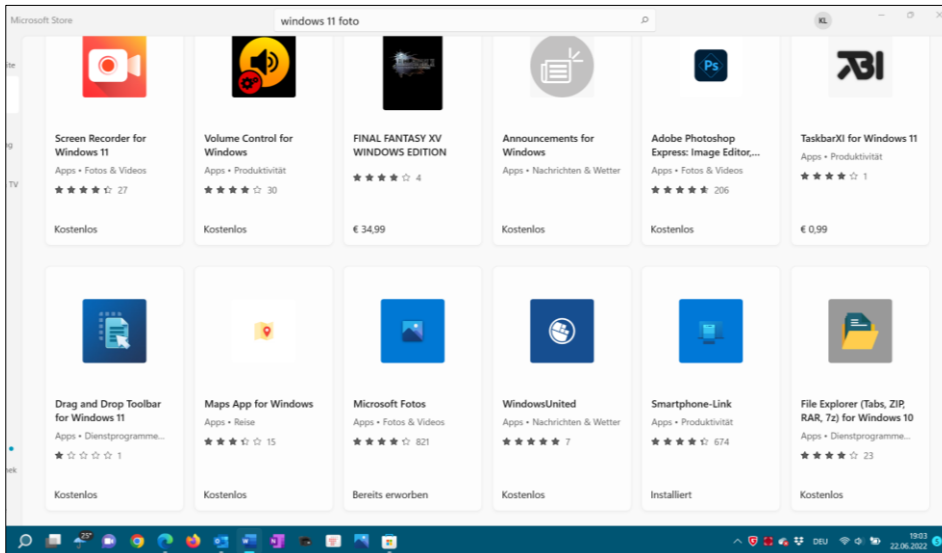 Microsoft Store
windows 11 foto
KL
ite
Ps
Screen Recorder for
Windows 11
Apps • Fotos & Videos
27
Kostenlos
Volume Control for
Windows
Apps • Produktivität
30
Kostenlos
FINAL FANTASY XV
WINDOWS EDITION
4
€ 34,99
Announcements for
Windows
Apps • Nachrichten & Wetter
Kostenlos
Adobe Photoshop
Express: Image Editor,...
Apps • Fotos & Videos
206
Kostenlos
TaskbarXI for Windows 11
Apps • Produktivität
1
€ 0,99
TV
Drag and Drop Toolbar
for Windows 11
Apps • Dienstprogramme...
1
Kostenlos
Maps App for Windows
Apps • Reise
15
Kostenlos
Microsoft Fotos
Apps • Fotos & Videos
821
Bereits erworben
WindowsUnited
Apps • Nachrichten & Wetter
7
Kostenlos
Smartphone-Link
Apps • Produktivität
674
Installiert
File Explorer (Tabs, ZIP,
RAR, 7z) for Windows 10
Apps • Dienstprogramme...
23
Kostenlos
ek
25°
DEU
19:03
22.06.2022